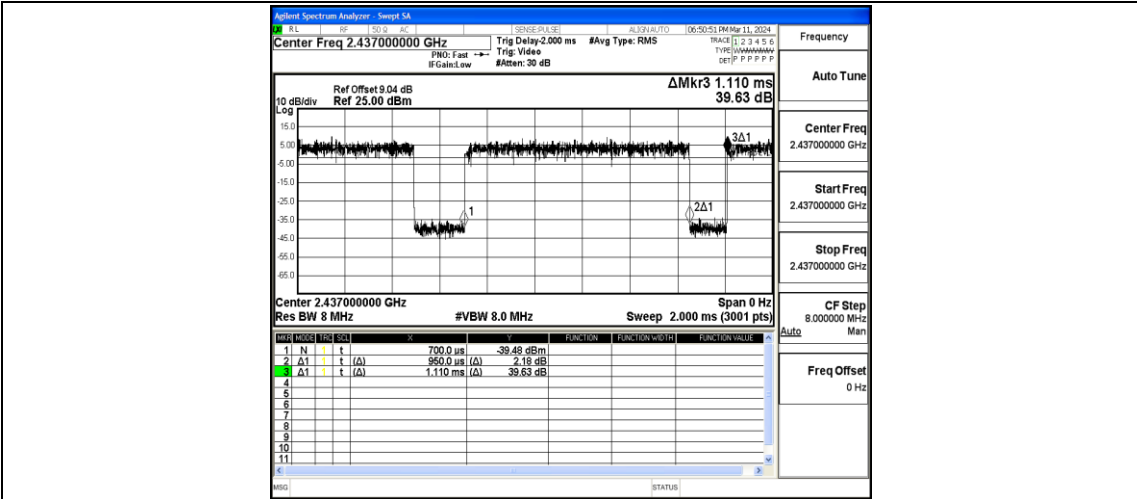 Agilent Spectrum Analyzer - Swept SA
RL RF 50 Ω AC SENSE:PULSE ALIGN AUTO 06:50:51 PM Mar 11, 2024
Center Freq 2.437000000 GHz
PNO: Fast
IFGain:Low
Trig Delay-2.000 ms
Trig: Video
#Atten: 30 dB
#Avg Type: RMS
TRACE 1 2 3 4 5 6
TYPE WWWWWW
DET P P P P P P
Frequency
Auto Tune
Center Freq
2.437000000 GHz
Start Freq
2.437000000 GHz
Stop Freq
2.437000000 GHz
CF Step
8.000000 MHz
Auto Man
Freq Offset
0 Hz
ΔMkr3 1.110 ms
39.63 dB
Ref Offset 9.04 dB
10 dB/div Ref 25.00 dBm
Log
15.0
5.00
-5.00
-15.0
-25.0
-35.0
-45.0
-55.0
-65.0
3Δ1
2Δ1
1
Center 2.437000000 GHz Span 0 Hz
Res BW 8 MHz #VBW 8.0 MHz Sweep 2.000 ms (3001 pts)
MKR MODE TRC SCL X Y FUNCTION FUNCTION WIDTH FUNCTION VALUE
1 N 1 t 700.0 µs -39.48 dBm
2 Δ1 1 t (Δ) 950.0 µs (Δ) 2.18 dB
3 Δ1 1 t (Δ) 1.110 ms (Δ) 39.63 dB
4
5
6
7
8
9
10
11
MSG STATUS